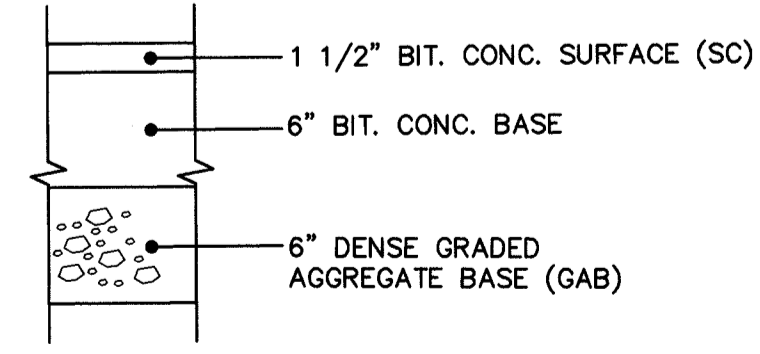 1 1/2" BIT. CONC. SURFACE (SC)
6" BIT. CONC. BASE
6" DENSE GRADED
AGGREGATE BASE (GAB)